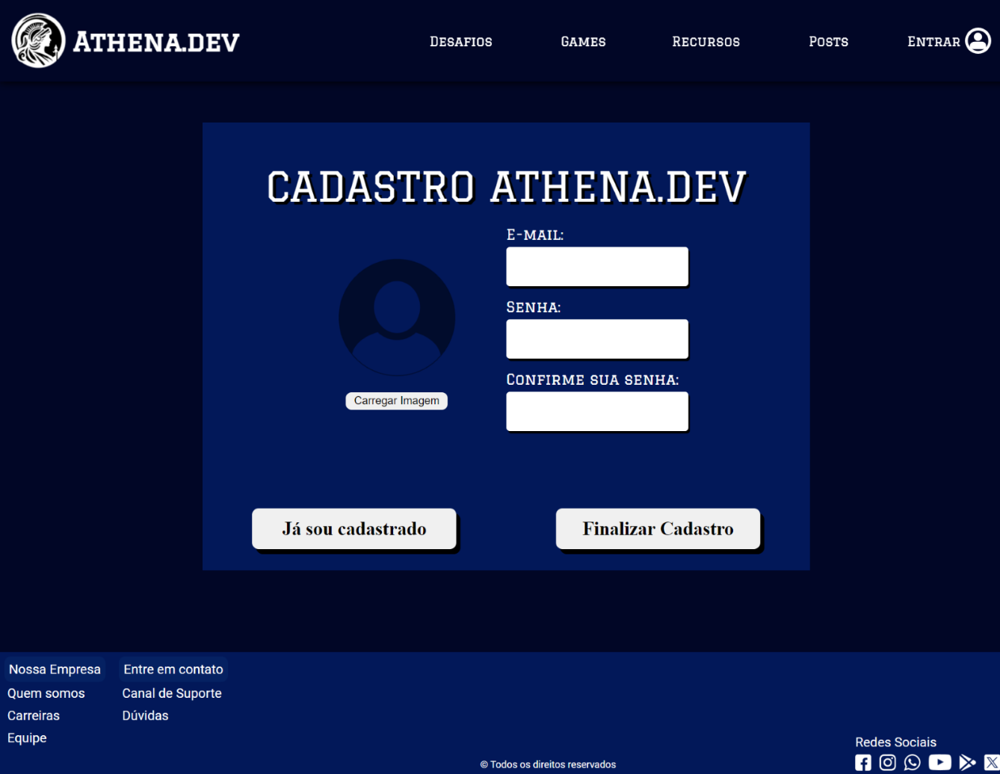 Athena.dev
Desafios
Games
Recursos
Posts
Entrar
CADASTRO ATHENA.DEV
E-mail:
Senha:
Confirme sua senha:
Carregar Imagem
Já sou cadastrado
Finalizar Cadastro
Nossa Empresa
Quem somos
Carreiras
Equipe
Entre em contato
Canal de Suporte
Dúvidas
Redes Sociais
© Todos os direitos reservados